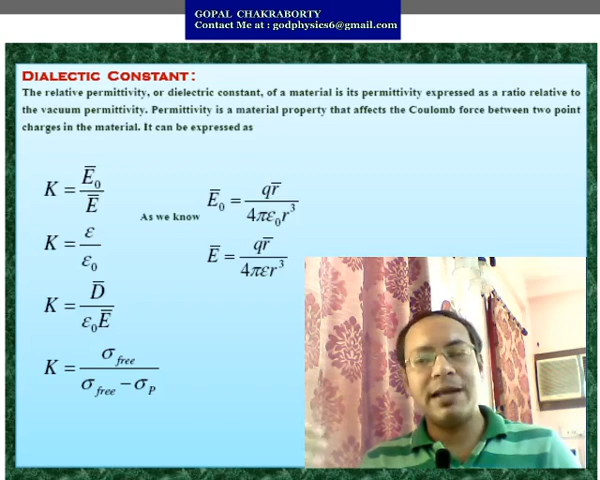 GOPAL CHAKRABORTY
Contact Me at : godphysics6@gmail.com
DIALECTIC CONSTANT:
The relative permittivity, or dielectric constant, of a material is its permittivity expressed as a ratio relative to
the vacuum permittivity. Permittivity is a material property that affects the Coulomb force between two point
charges in the material. It can be expressed as
K = E̅₀ / E̅
As we know E̅₀ = qr̅ / 4πε₀r³
K = ε / ε₀
E̅ = qr̅ / 4πεr³
K = D̅ / ε₀E̅
K = σ_free / σ_free − σ_P